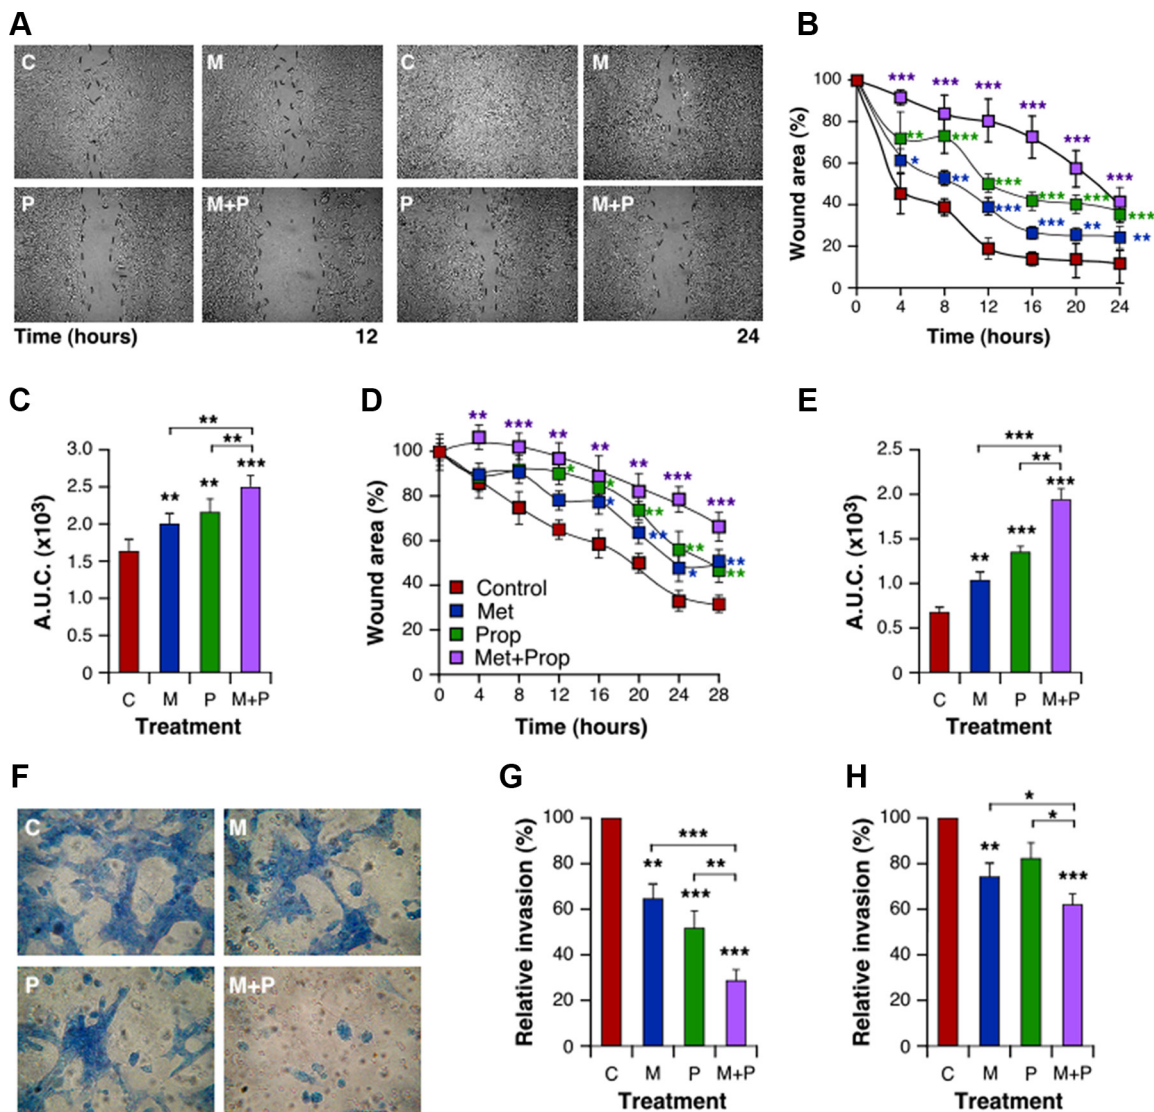 A
C
M
C
M
P
M+P
P
M+P
Time (hours)
12
24
B
Wound area (%)
100
80
60
40
20
0
*** *** *** *** *** ***
** *** *** *** *** ***
* ** *** *** ** **
0 4 8 12 16 20 24
Time (hours)
C
A.U.C. (x103)
3.0
2.5
2.0
1.5
1.0
0.5
0
**
**
** ** ***
C M P M+P
Treatment
D
Wound area (%)
100
80
60
40
20
0
** *** ** ** ** *** ***
* * ** ** **
* ** * **
Control
Met
Prop
Met+Prop
0 4 8 12 16 20 24 28
Time (hours)
E
A.U.C. (x103)
2.5
2.0
1.5
1.0
0.5
0
***
**
** *** ***
C M P M+P
Treatment
F
C
M
P
M+P
G
Relative invasion (%)
100
80
60
40
20
0
***
**
** *** ***
C M P M+P
Treatment
H
Relative invasion (%)
100
80
60
40
20
0
*
*
** ***
C M P M+P
Treatment